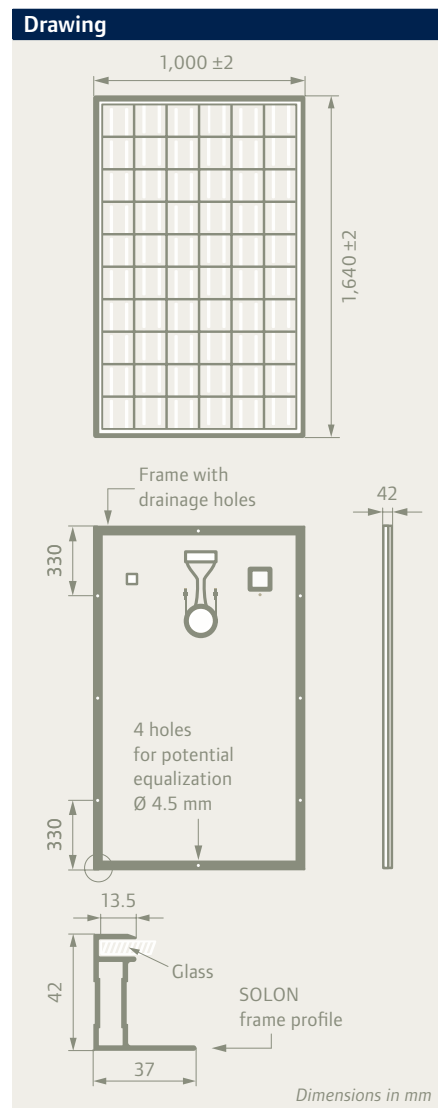 Drawing
1,000 ±2
1,640 ±2
Frame with
drainage holes
42
330
4 holes
for potential
equalization
Ø 4.5 mm
330
13.5
Glass
42
SOLON
frame profile
37
Dimensions in mm